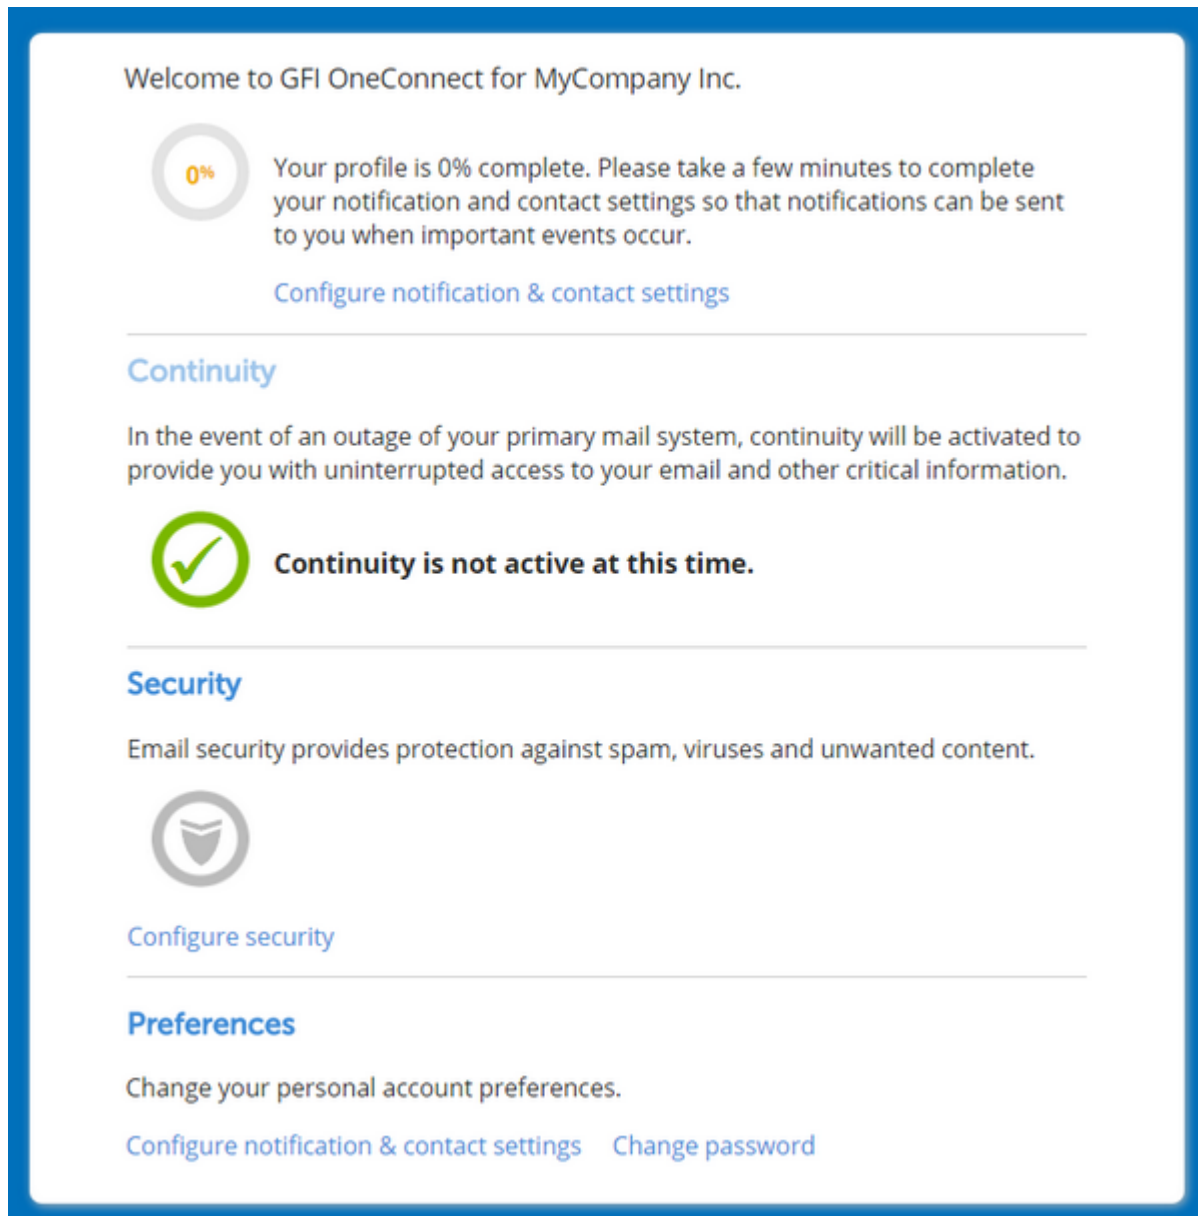 Welcome to GFI OneConnect for MyCompany Inc.
0%
Your profile is 0% complete. Please take a few minutes to complete
your notification and contact settings so that notifications can be sent
to you when important events occur.
Configure notification & contact settings
Continuity
In the event of an outage of your primary mail system, continuity will be activated to
provide you with uninterrupted access to your email and other critical information.
Continuity is not active at this time.
Security
Email security provides protection against spam, viruses and unwanted content.
Configure security
Preferences
Change your personal account preferences.
Configure notification & contact settings Change password